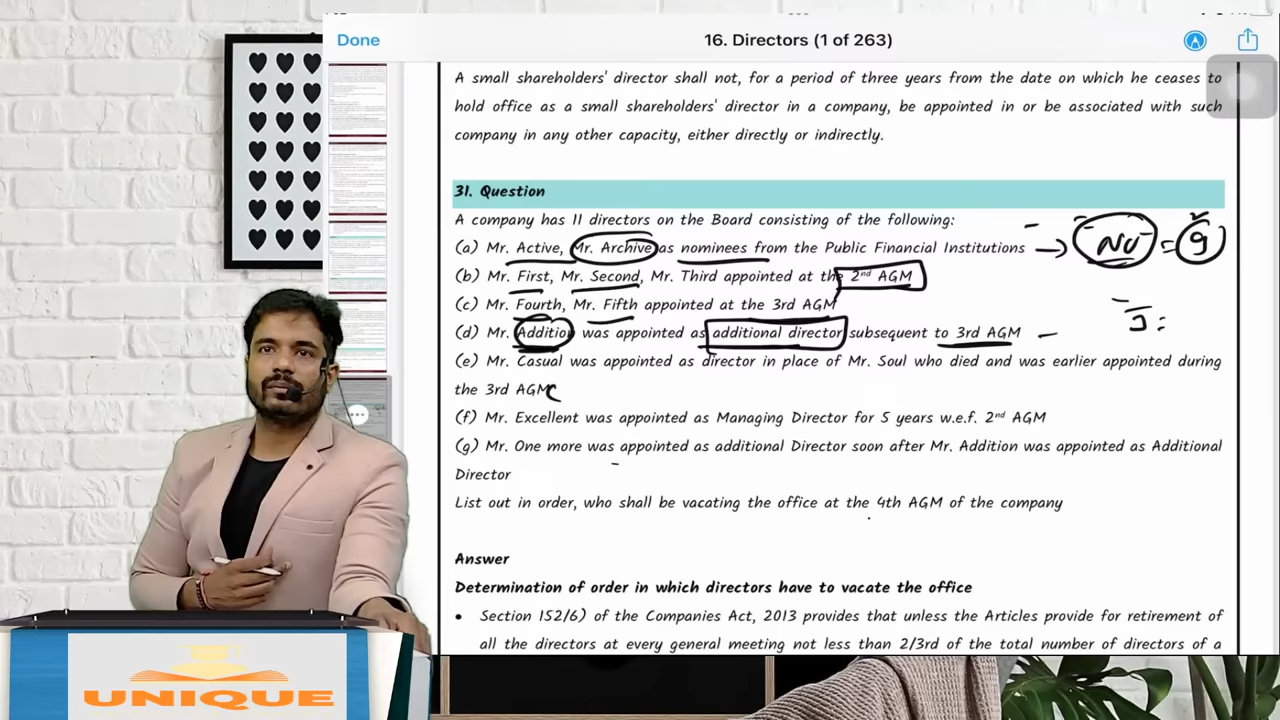 Done
16. Directors (1 of 263)
A small shareholders' director shall not, for a period of three years from the date on which he ceases to
hold office as a small shareholders' director in a company, be appointed in or associated with such
company in any other capacity, either directly or indirectly.
31. Question
A company has 11 directors on the Board consisting of the following:
(a) Mr. Active, Mr. Archive as nominees from the Public Financial Institutions → No = 9
(b) Mr. First, Mr. Second, Mr. Third appointed at the 2nd AGM
(c) Mr. Fourth, Mr. Fifth appointed at the 1st AGM
(d) Mr. Addition was appointed as additional director subsequent to 3rd AGM
(e) Mr. Casual was appointed as director in place of Mr. Soul who died and was earlier appointed during
the 3rd AGM
(f) Mr. Excellent was appointed as Managing Director for 5 years w.e.f. 2nd AGM
(g) Mr. One more was appointed as additional Director soon after Mr. Addition was appointed as Additional
Director
List out in order, who shall be vacating the office at the 4th AGM of the company
Answer
Determination of order in which directors have to vacate the office
• Section 152(6) of the Companies Act, 2013 provides that unless the Articles provide for retirement of
all the directors at every general meeting not less than 2/3rd of the total number of directors of a
UNIQUE